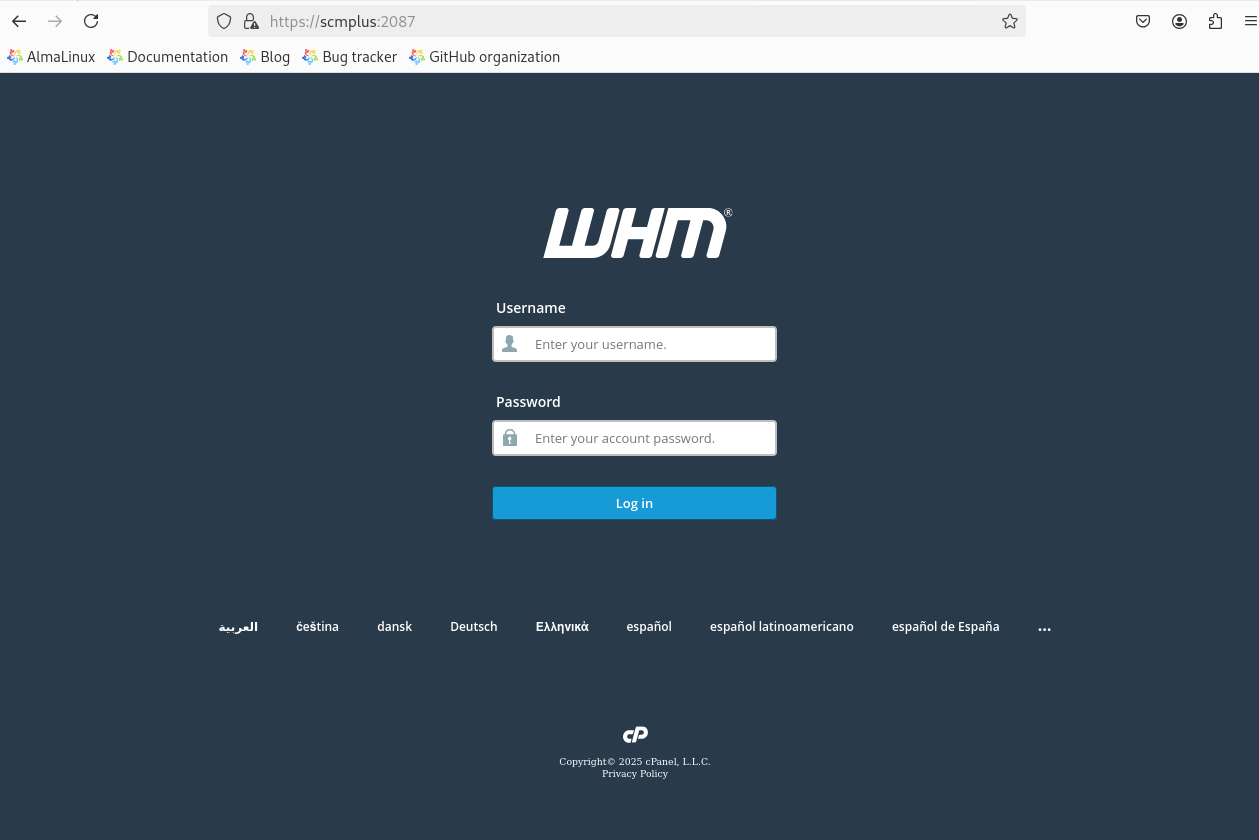 https://scmplus:2087
AlmaLinux Documentation Blog Bug tracker GitHub organization
WHM®
Username
Enter your username.
Password
Enter your account password.
Log in
العربية čeština dansk Deutsch Ελληνικά español español latinoamericano español de España ...
cP
Copyright© 2025 cPanel, L.L.C.
Privacy Policy